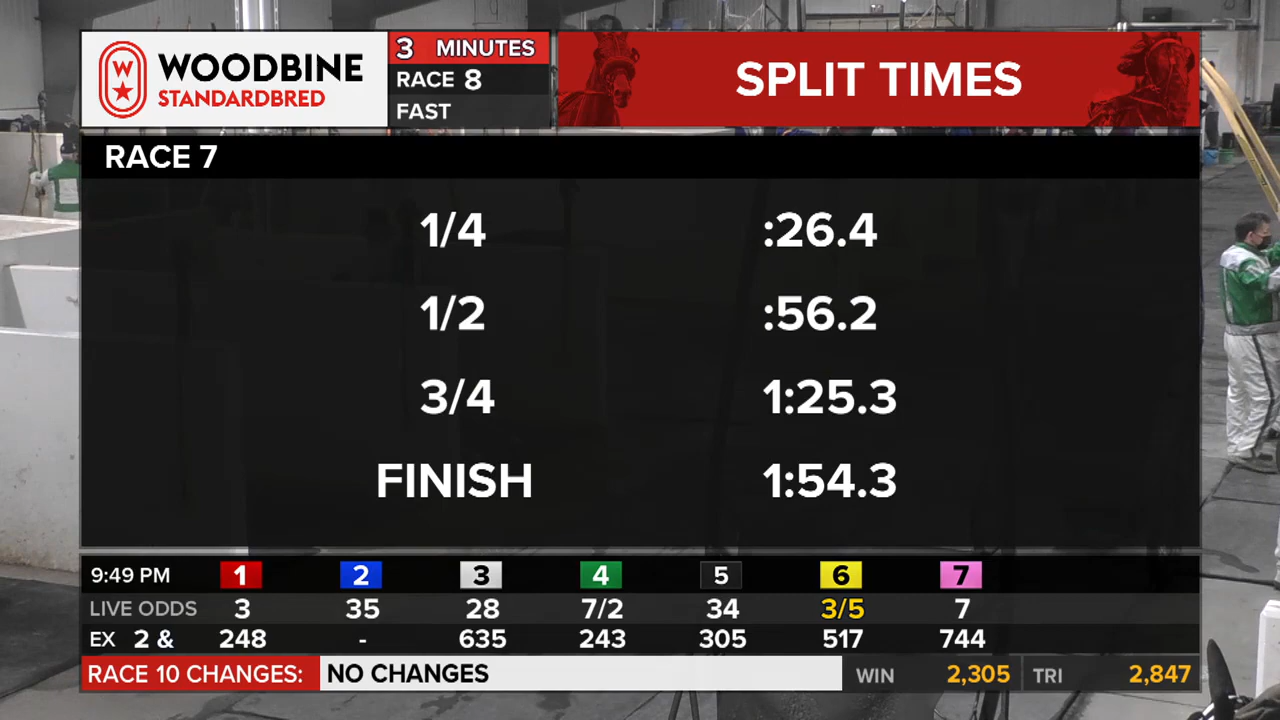 W
WOODBINE
STANDARDBRED
3 MINUTES
RACE 8
FAST
SPLIT TIMES
RACE 7
1/4 :26.4
1/2 :56.2
3/4 1:25.3
FINISH 1:54.3
9:49 PM 1 2 3 4 5 6 7
LIVE ODDS 3 35 28 7/2 34 3/5 7
EX 2 & 248 - 635 243 305 517 744
RACE 10 CHANGES: NO CHANGES WIN 2,305 TRI 2,847